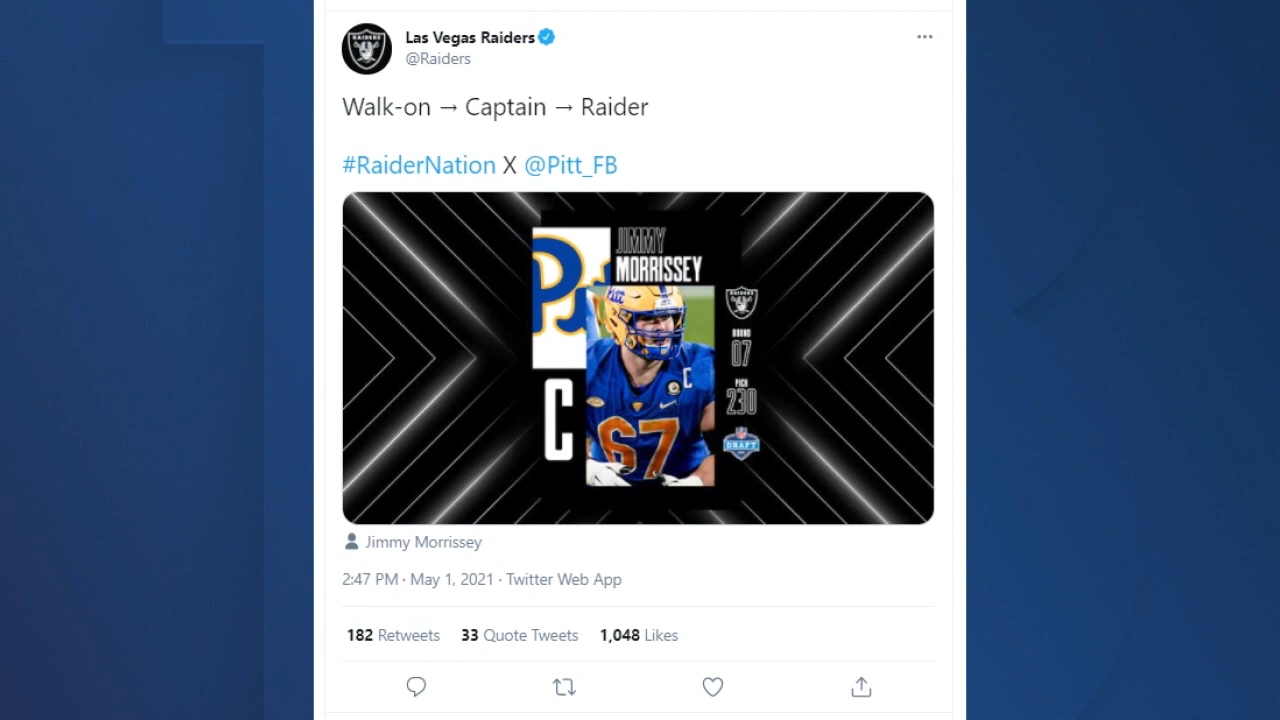 Las Vegas Raiders
@Raiders
Walk-on → Captain → Raider
#RaiderNation X @Pitt_FB
JIMMY
MORRISSEY
Pitt
RAIDERS
ROUND
07
PICK
230
NFL
DRAFT
C
C
67
Jimmy Morrissey
2:47 PM · May 1, 2021 · Twitter Web App
182 Retweets 33 Quote Tweets 1,048 Likes